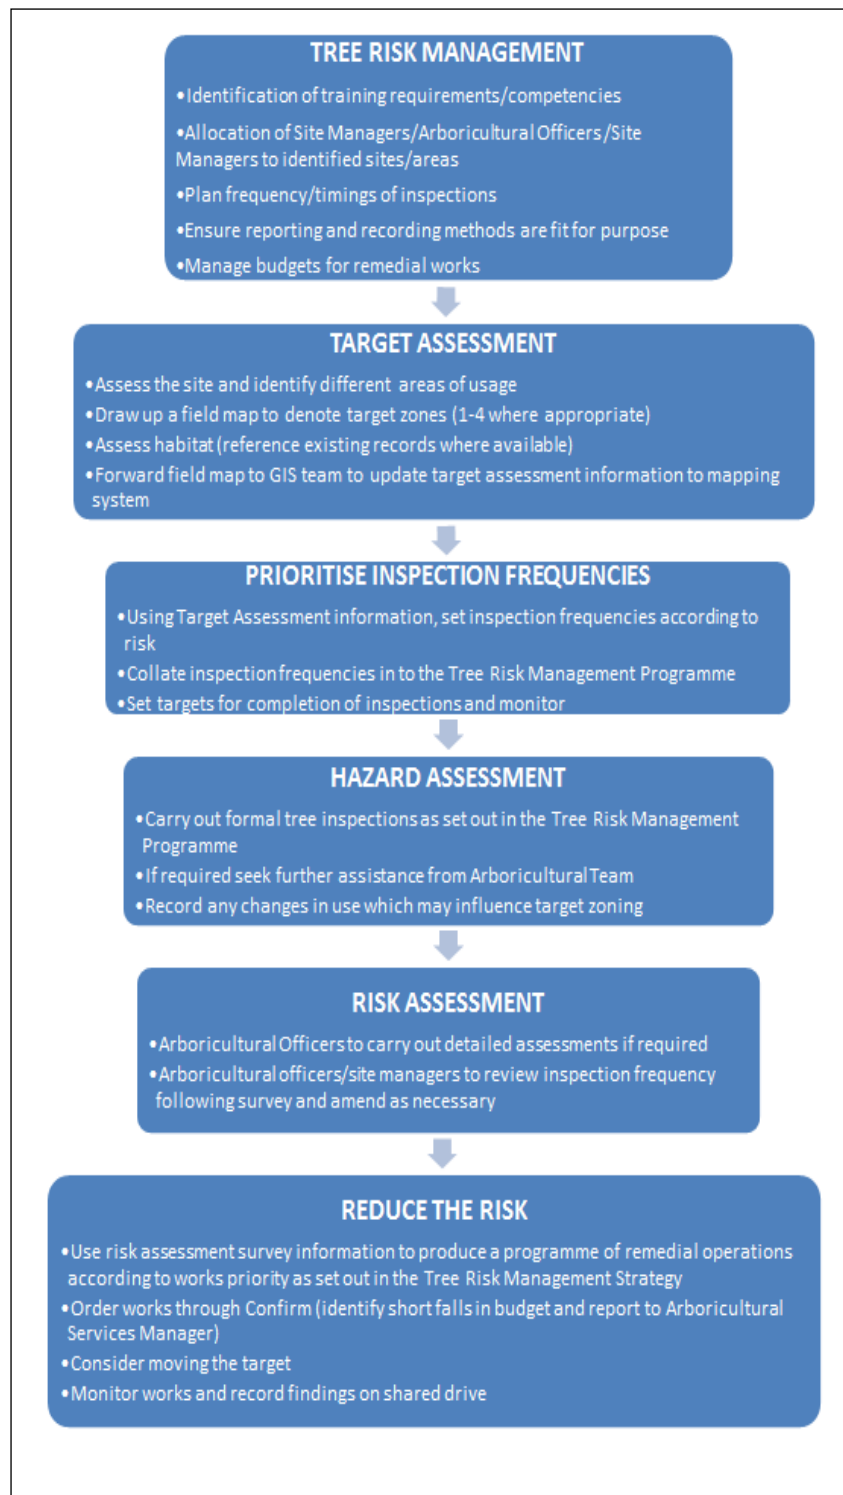 TREE RISK MANAGEMENT
•Identification of training requirements/competencies
•Allocation of Site Managers/Arboricultural Officers/Site
Managers to identified sites/areas
•Plan frequency/timings of inspections
•Ensure reporting and recording methods are fit for purpose
•Manage budgets for remedial works
TARGET ASSESSMENT
•Assess the site and identify different areas of usage
•Draw up a field map to denote target zones (1-4 where appropriate)
•Assess habitat (reference existing records where available)
•Forward field map to GIS team to update target assessment information to mapping
system
PRIORITISE INSPECTION FREQUENCIES
•Using Target Assessment information, set inspection frequencies according to
risk
•Collate inspection frequencies in to the Tree Risk Management Programme
•Set targets for completion of inspections and monitor
HAZARD ASSESSMENT
•Carry out formal tree inspections as set out in the Tree Risk Management
Programme
•If required seek further assistance from Arboricultural Team
•Record any changes in use which may influence target zoning
RISK ASSESSMENT
•Arboricultural Officers to carry out detailed assessments if required
•Arboricultural officers/site managers to review inspection frequency
following survey and amend as necessary
REDUCE THE RISK
•Use risk assessment survey information to produce a programme of remedial operations
according to works priority as set out in the Tree Risk Management Strategy
•Order works through Confirm (identify short falls in budget and report to Arboricultural
Services Manager)
•Consider moving the target
•Monitor works and record findings on shared drive